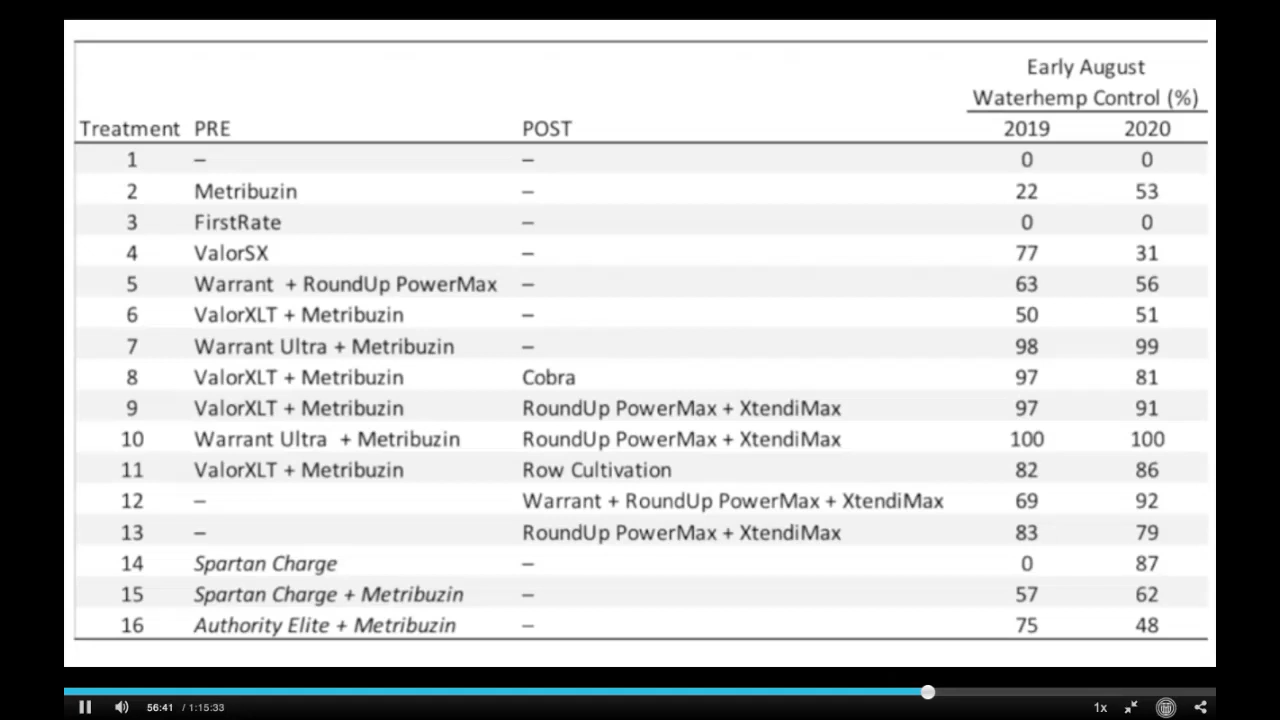 Early August
Waterhemp Control (%)
Treatment PRE POST 2019 2020
1 – – 0 0
2 Metribuzin – 22 53
3 FirstRate – 0 0
4 ValorSX – 77 31
5 Warrant + RoundUp PowerMax – 63 56
6 ValorXLT + Metribuzin – 50 51
7 Warrant Ultra + Metribuzin – 98 99
8 ValorXLT + Metribuzin Cobra 97 81
9 ValorXLT + Metribuzin RoundUp PowerMax + XtendiMax 97 91
10 Warrant Ultra + Metribuzin RoundUp PowerMax + XtendiMax 100 100
11 ValorXLT + Metribuzin Row Cultivation 82 86
12 – Warrant + RoundUp PowerMax + XtendiMax 69 92
13 – RoundUp PowerMax + XtendiMax 83 79
14 Spartan Charge – 0 87
15 Spartan Charge + Metribuzin – 57 62
16 Authority Elite + Metribuzin – 75 48
56:41 / 1:15:33 1x